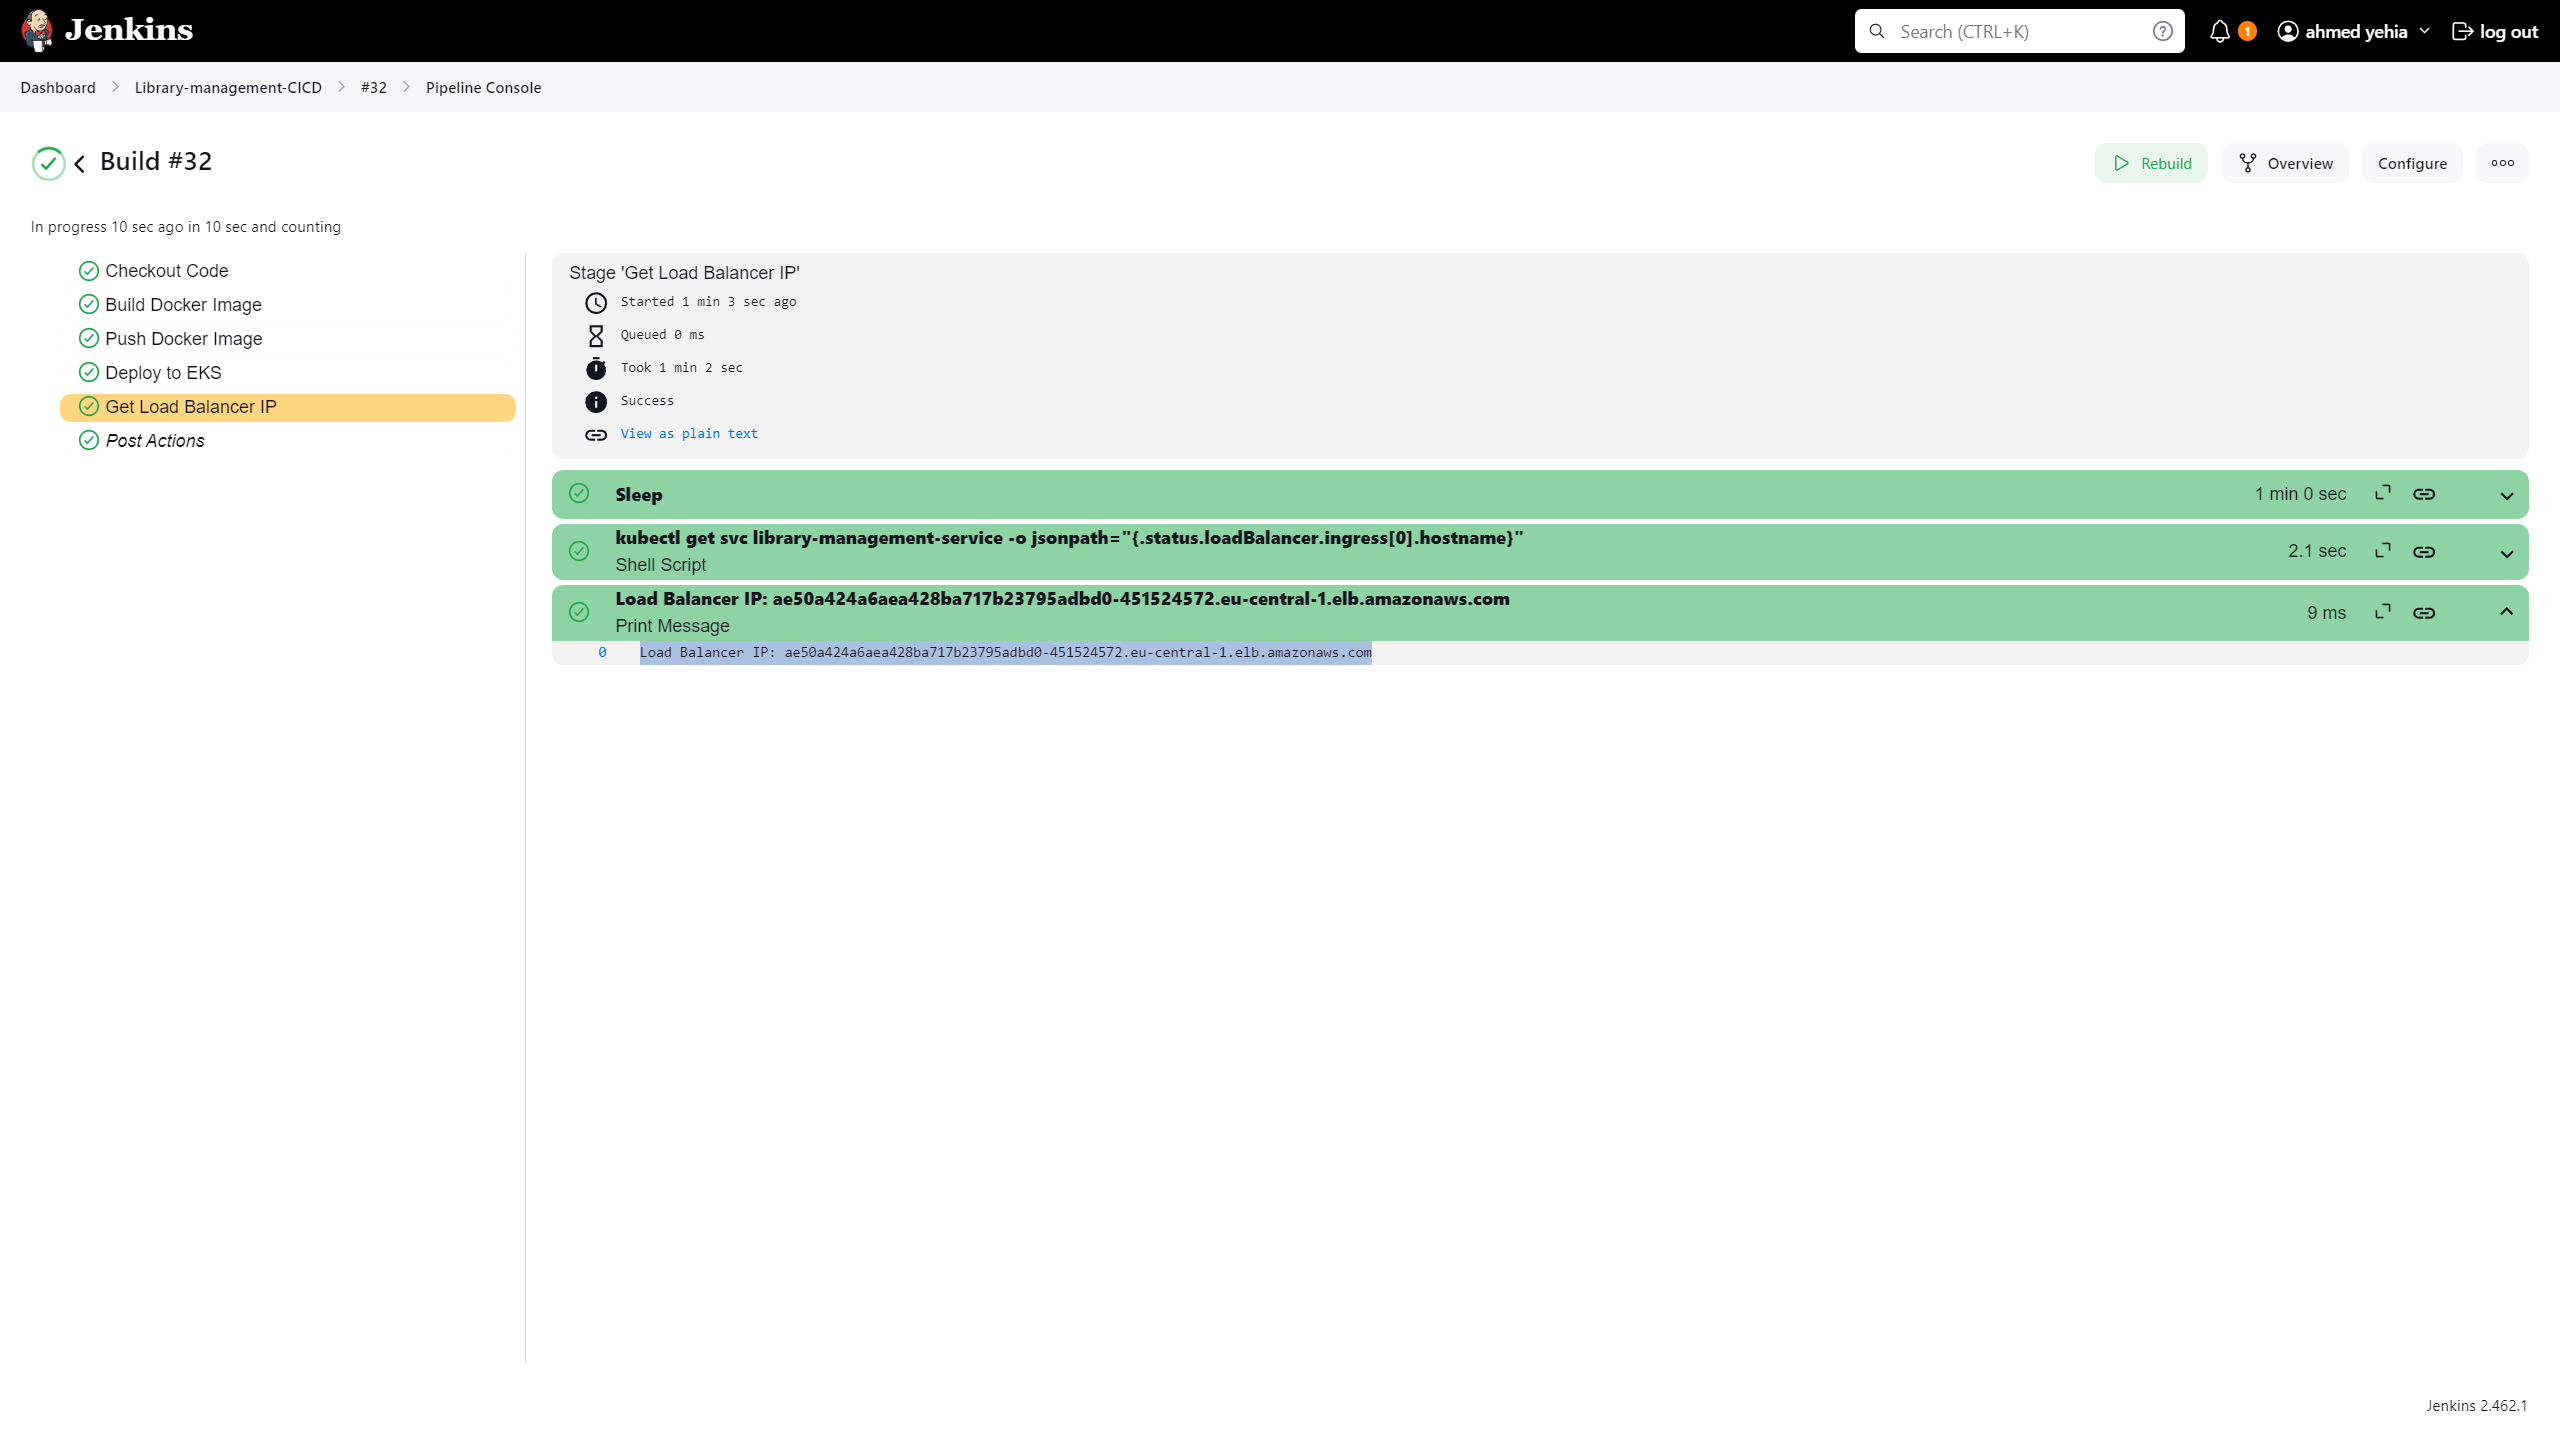 Jenkins
Search (CTRL+K)
1
ahmed yehia
log out
Dashboard
Library-management-CICD
#32
Pipeline Console
Build #32
Rebuild
Overview
Configure
In progress 10 sec ago in 10 sec and counting
Checkout Code
Build Docker Image
Push Docker Image
Deploy to EKS
Get Load Balancer IP
Post Actions
Stage 'Get Load Balancer IP'
Started 1 min 3 sec ago
Queued 0 ms
Took 1 min 2 sec
Success
View as plain text
Sleep
1 min 0 sec
kubectl get svc library-management-service -o jsonpath="{.status.loadBalancer.ingress[0].hostname}"
Shell Script
2.1 sec
Load Balancer IP: ae50a424a6aea428ba717b23795adbd0-451524572.eu-central-1.elb.amazonaws.com
Print Message
9 ms
0 Load Balancer IP: ae50a424a6aea428ba717b23795adbd0-451524572.eu-central-1.elb.amazonaws.com
Jenkins 2.462.1